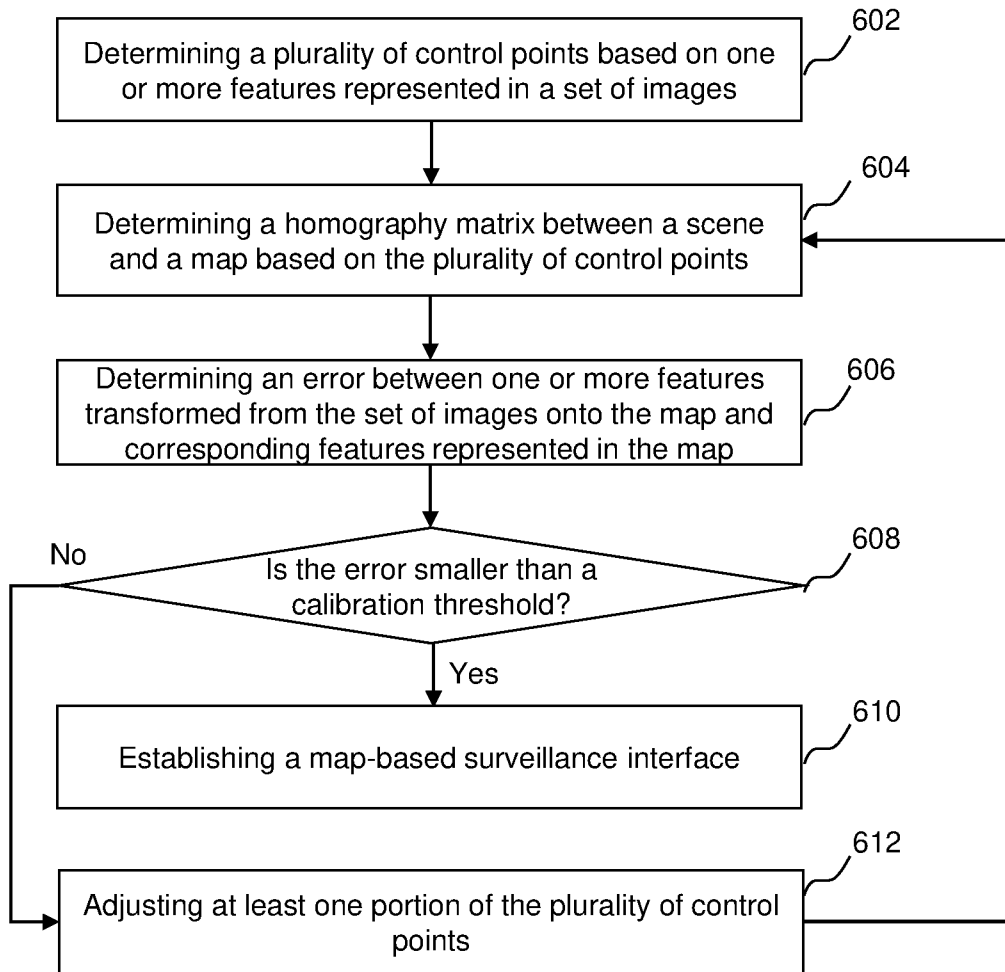 602
Determining a plurality of control points based on one
or more features represented in a set of images
604
Determining a homography matrix between a scene
and a map based on the plurality of control points
606
Determining an error between one or more features
transformed from the set of images onto the map and
corresponding features represented in the map
608
No
Is the error smaller than a
calibration threshold?
Yes
610
Establishing a map-based surveillance interface
612
Adjusting at least one portion of the plurality of control
points